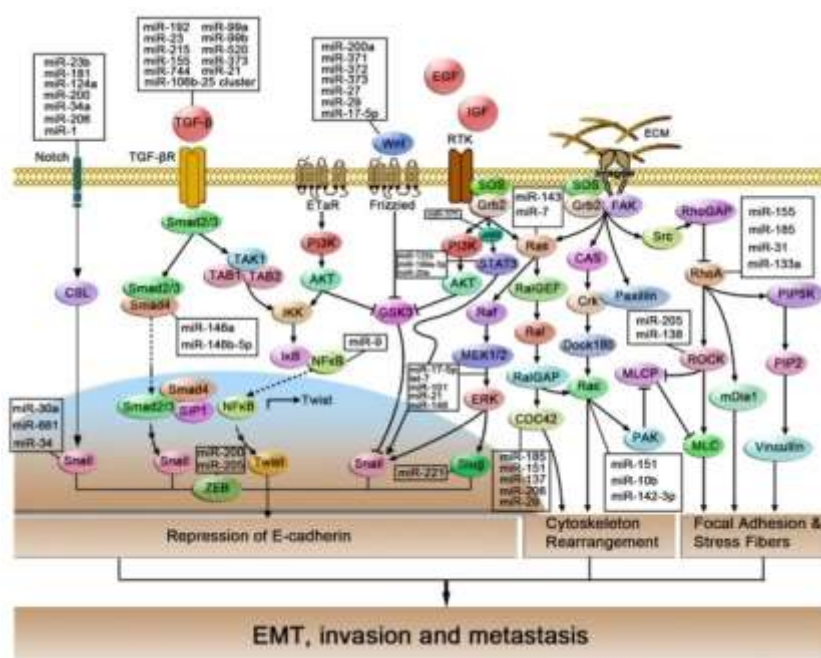 miR-23b
miR-181
miR-124a
miR-200
miR-34a
miR-206
miR-1
miR-192 miR-99a
miR-23 miR-99b
miR-215 miR-520
miR-155 miR-373
miR-744 miR-21
miR-106b-25 cluster
miR-200a
miR-371
miR-372
miR-373
miR-27
miR-29
miR-17-5p
EGF
IGF
TGF-β
Wnt
RTK
ECM
Notch
TGF-βR
ETaR
Frizzled
SOS
Grb2
SOS
Grb2
FAK
miR-143
miR-7
RhoGAP
Src
miR-155
miR-185
miR-31
miR-133a
Smad2/3
TAK1
TAB1
TAB2
PI3K
AKT
PI3K
STAT3
AKT
Ras
RalGEF
CAS
Paxillin
Crk
RhoA
PIP5K
CSL
Smad2/3
Smad4
IKK
GSK3
Raf
Ral
Dock180
miR-146a
miR-146b-5p
IκB
NFκB
miR-9
MEK1/2
miR-17-5p
let-7
RalGAP
miR-205
miR-138
ROCK
PIP2
MLCP
mDia1
Smad4
Smad2/3
SIP1
NFκB
Twist
ERK
Rac
CDC42
PAK
MLC
Vinculin
miR-30a
miR-661
miR-34
Snail
Snail
miR-200
miR-205
ZEB
Twist
Snail
miR-221
Slug
miR-185
miR-151
miR-137
miR-206
miR-29
miR-151
miR-10b
miR-142-3p
Repression of E-cadherin
Cytoskeleton
Rearrangement
Focal Adhesion &
Stress Fibers
EMT, invasion and metastasis